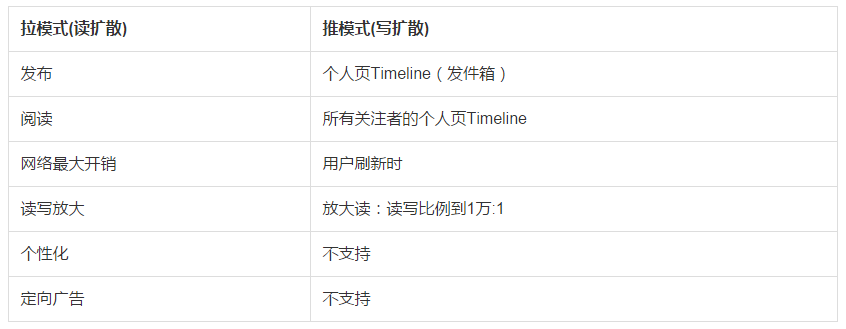 拉模式(读扩散) 推模式(写扩散)
发布 个人页Timeline（发件箱）
阅读 所有关注者的个人页Timeline
网络最大开销 用户刷新时
读写放大 放大读：读写比例到1万:1
个性化 不支持
定向广告 不支持